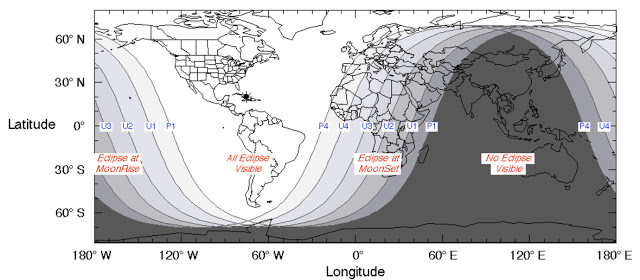 60° N
30° N
Latitude
0°
30° S
60° S
U3 U2 U1 P1 P4 U4 U3 U2 U1 P1 P4 U4
Eclipse at
MoonRise
All Eclipse
Visible
Eclipse at
MoonSet
No Eclipse
Visible
180° W 120° W 60° W 0° 60° E 120° E 180° E
Longitude